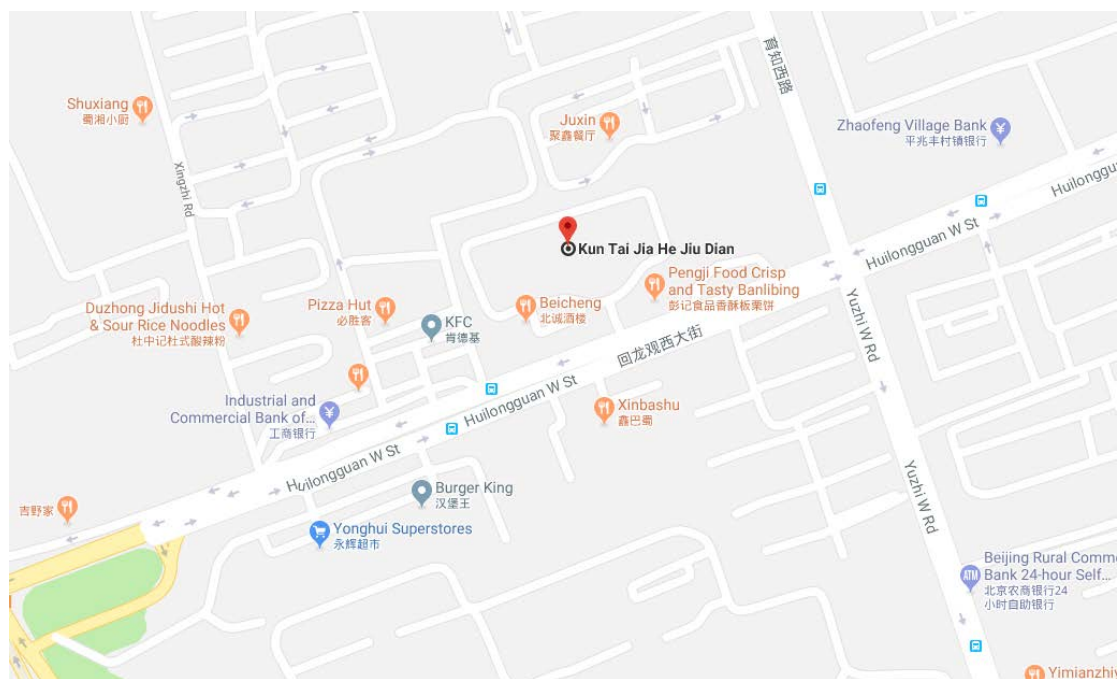 育知西路
Shuxiang
蜀湘小厨
Juxin
聚鑫餐厅
Zhaofeng Village Bank
平兆丰村镇银行
Huilongguan
Xingzhi Rd
Huilongguan W St
Kun Tai Jia He Jiu Dian
Pengji Food Crisp
and Tasty Banlibing
彭记食品香酥板栗饼
Duzhong Jidushi Hot
& Sour Rice Noodles
杜中记杜式酸辣粉
Pizza Hut
必胜客
KFC
肯德基
Beicheng
北诚酒楼
Yuzhi W Rd
回龙观西大街
Industrial and
Commercial Bank of...
工商银行
Huilongguan W St
Xinbashu
鑫巴蜀
Huilongguan W St
Yuzhi W Rd
吉野家
Burger King
汉堡王
Yonghui Superstores
永辉超市
ATM
Beijing Rural Comme
Bank 24-hour Self...
北京农商银行24
小时自助银行
Yimianzhiy